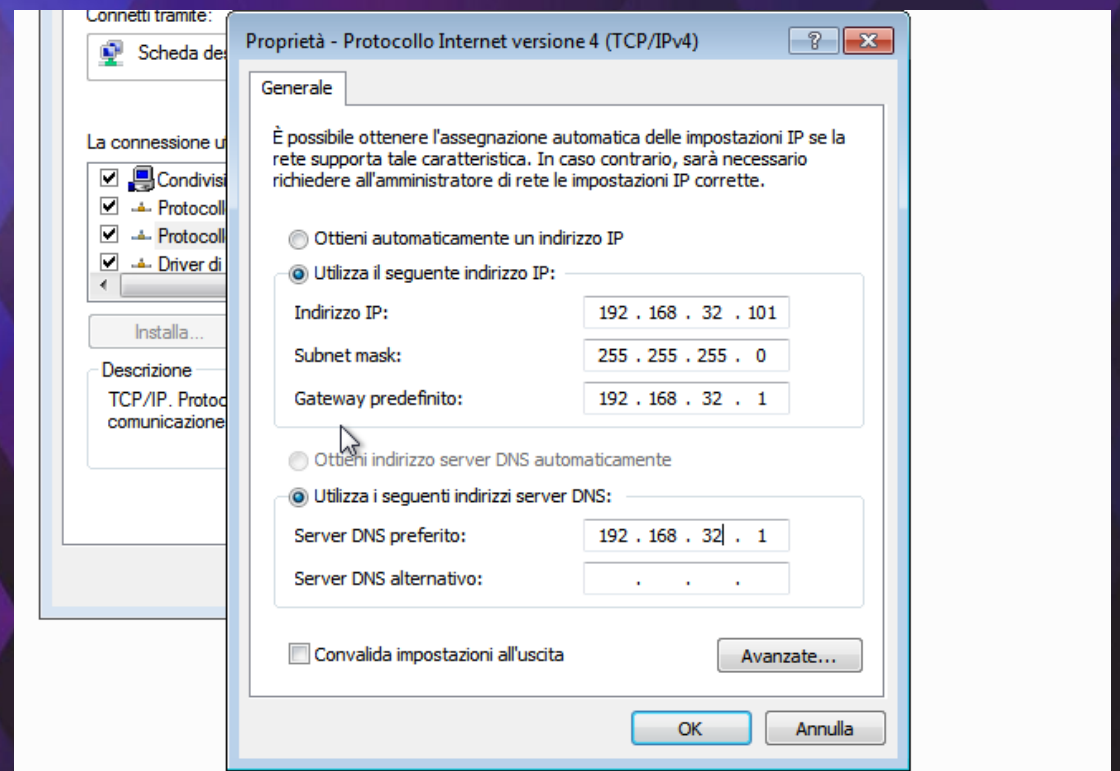 Connetti tramite:
Scheda de
La connessione u
Condivisi
Protocoll
Protocoll
Driver di
Installa...
Descrizione
TCP/IP. Protoc
comunicazione
Proprietà - Protocollo Internet versione 4 (TCP/IPv4)
Generale
È possibile ottenere l'assegnazione automatica delle impostazioni IP se la
rete supporta tale caratteristica. In caso contrario, sarà necessario
richiedere all'amministratore di rete le impostazioni IP corrette.
Ottieni automaticamente un indirizzo IP
Utilizza il seguente indirizzo IP:
Indirizzo IP: 192 . 168 . 32 . 101
Subnet mask: 255 . 255 . 255 . 0
Gateway predefinito: 192 . 168 . 32 . 1
Ottieni indirizzo server DNS automaticamente
Utilizza i seguenti indirizzi server DNS:
Server DNS preferito: 192 . 168 . 32 . 1
Server DNS alternativo: . . .
Convalida impostazioni all'uscita
Avanzate...
OK Annulla